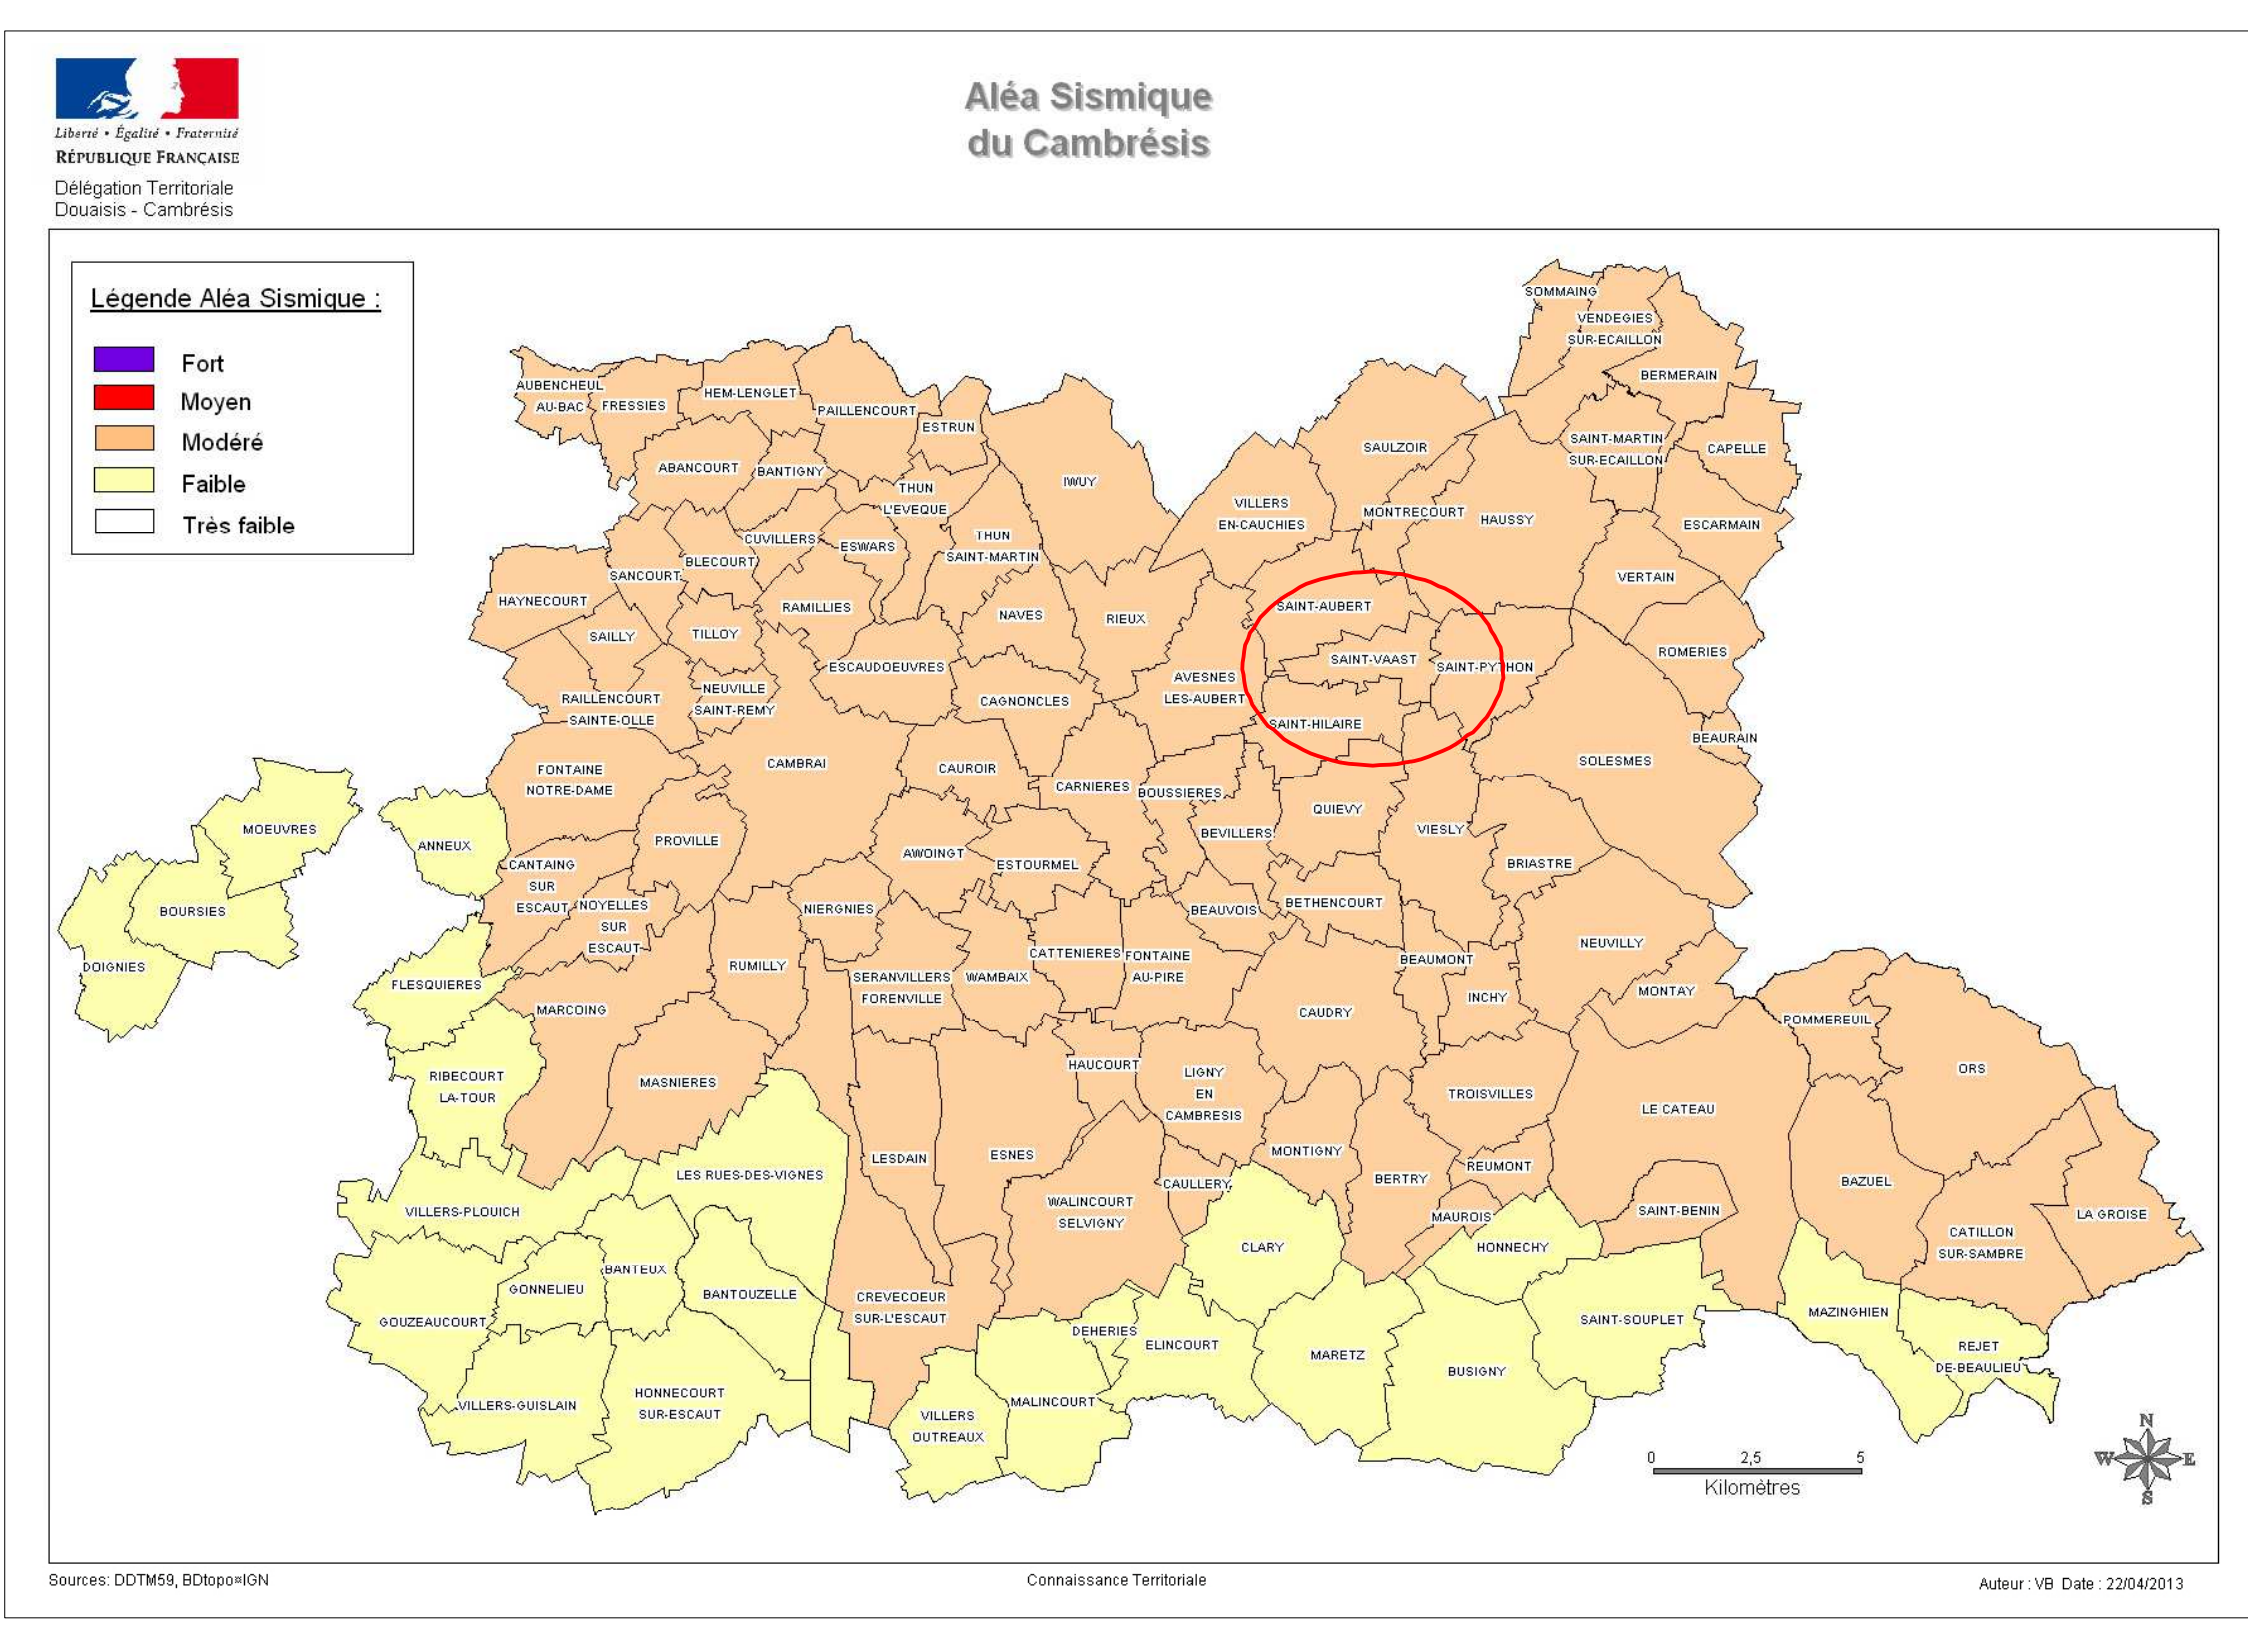 Liberté • Égalité • Fraternité
RÉPUBLIQUE FRANÇAISE
Délégation Territoriale
Douaisis - Cambrésis
Aléa Sismique
du Cambrésis
Légende Aléa Sismique :
Fort
Moyen
Modéré
Faible
Très faible
SOMMAING
VENDEGIES
SUR-ECAILLON
BERMERAIN
AUBENCHEUL
AU-BAC
FRESSIES
HEM-LENGLET
PAILLENCOURT
ESTRUN
SAULZOIR
SAINT-MARTIN
SUR-ECAILLON
CAPELLE
ABANCOURT
BANTIGNY
THUN
L'EVEQUE
IWUY
VILLERS
EN-CAUCHIES
MONTRECOURT
HAUSSY
ESCARMAIN
CUVILLERS
ESWARS
THUN
SAINT-MARTIN
BLECOURT
SANCOURT
VERTAIN
HAYNECOURT
RAMILLIES
NAVES
RIEUX
SAINT-AUBERT
SAILLY
TILLOY
ROMERIES
ESCAUDOEUVRES
SAINT-VAAST
SAINT-PYTHON
AVESNES
LES-AUBERT
NEUVILLE
SAINT-REMY
RAILLENCOURT
SAINTE-OLLE
CAGNONCLES
SAINT-HILAIRE
BEAURAIN
FONTAINE
NOTRE-DAME
CAMBRAI
CAUROIR
CARNIERES
BOUSSIERES
SOLESMES
QUIEVY
MOEUVRES
ANNEUX
PROVILLE
BEVILLERS
VIESLY
AWOINGT
ESTOURMEL
BRIASTRE
CANTAING
SUR
ESCAUT
NOYELLES
SUR
ESCAUT
BOURSIES
NIERGNIES
BEAUVOIS
BETHENCOURT
NEUVILLY
DOIGNIES
RUMILLY
CATTENIERES
FONTAINE
AU-PIRE
BEAUMONT
FLESQUIERES
SERANVILLERS
FORENVILLE
WAMBAIX
INCHY
MONTAY
MARCOING
CAUDRY
POMMEREUIL
RIBECOURT
LA-TOUR
MASNIERES
HAUCOURT
LIGNY
EN
CAMBRESIS
TROISVILLES
LE CATEAU
ORS
LESDAIN
ESNES
MONTIGNY
REUMONT
LES RUES-DES-VIGNES
CAULLERY
BERTRY
BAZUEL
VILLERS-PLOUICH
WALINCOURT
SELVIGNY
MAUROIS
SAINT-BENIN
LA GROISE
CLARY
HONNECHY
CATILLON
SUR-SAMBRE
BANTEUX
GONNELIEU
BANTOUZELLE
CREVECOEUR
SUR-L'ESCAUT
GOUZEAUCOURT
DEHERIES
ELINCOURT
SAINT-SOUPLET
MAZINGHIEN
MARETZ
BUSIGNY
REJET
DE-BEAULIEU
VILLERS-GUISLAIN
HONNECOURT
SUR-ESCAUT
MALINCOURT
VILLERS
OUTREAUX
0 2,5 5
Kilomètres
N
W E
S
Sources: DDTM59, BDtopo¤IGN
Connaissance Territoriale
Auteur : VB Date : 22/04/2013